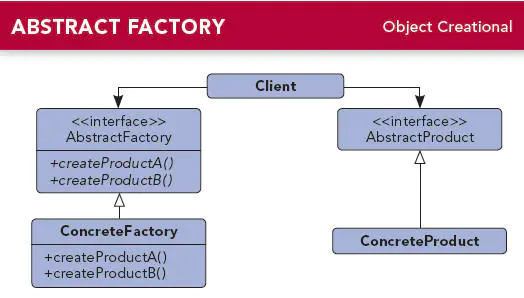 ABSTRACT FACTORY
Object Creational
Client
<<interface>>
AbstractFactory
+createProductA()
+createProductB()
<<interface>>
AbstractProduct
ConcreteFactory
+createProductA()
+createProductB()
ConcreteProduct